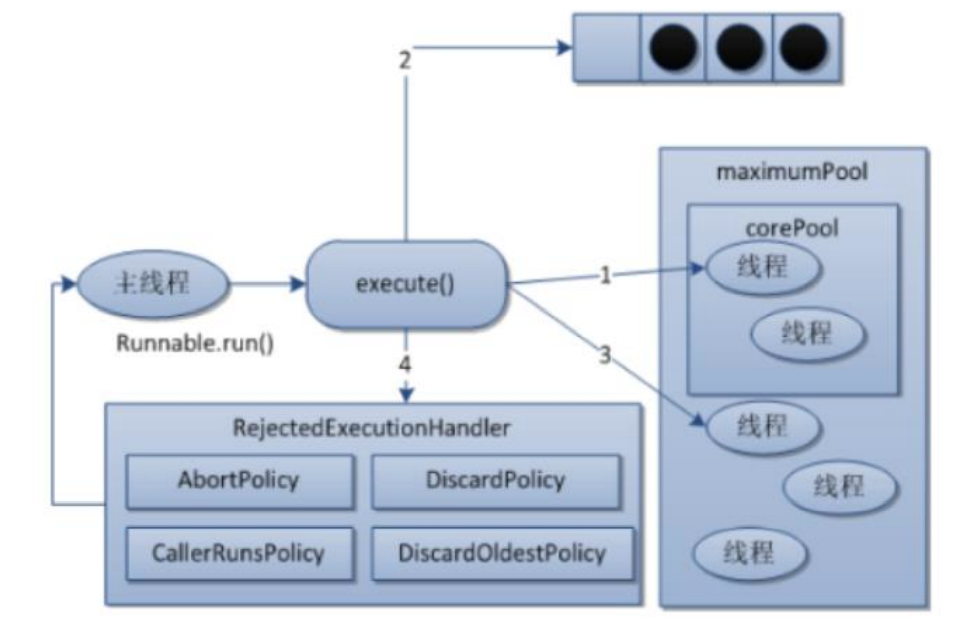 2
maximumPool
corePool
线程
线程
主线程
execute()
1
Runnable.run()
3
4
线程
线程
线程
RejectedExecutionHandler
AbortPolicy
DiscardPolicy
CallerRunsPolicy
DiscardOldestPolicy